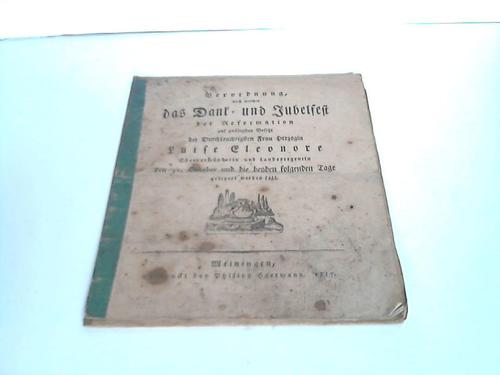 Verordnung,
nach welcher
das Dank- und Jubelfest
der Reformation
auf gnädigsten Befehl
der Durchlauchtigsten Frau Herzogin
Luise Eleonore
Obervormünderin und Landesregentin
den 31. October und die beyden folgenden Tage
gefeyert werden soll.
Meiningen,
gedruckt bey Philipp Hartmann. 1817.